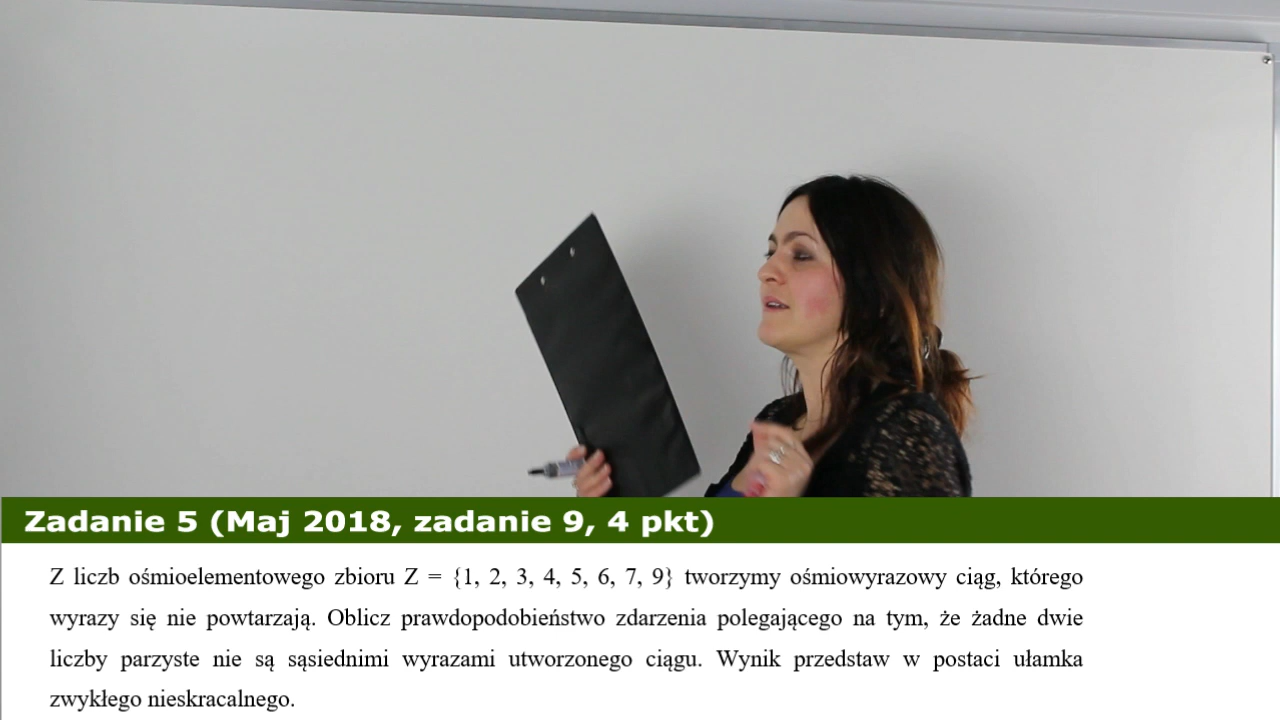 Zadanie 5 (Maj 2018, zadanie 9, 4 pkt)
Z liczb ośmioelementowego zbioru Z = {1, 2, 3, 4, 5, 6, 7, 9} tworzymy ośmiowyrazowy ciąg, którego
wyrazy się nie powtarzają. Oblicz prawdopodobieństwo zdarzenia polegającego na tym, że żadne dwie
liczby parzyste nie są sąsiednimi wyrazami utworzonego ciągu. Wynik przedstaw w postaci ułamka
zwykłego nieskracalnego.